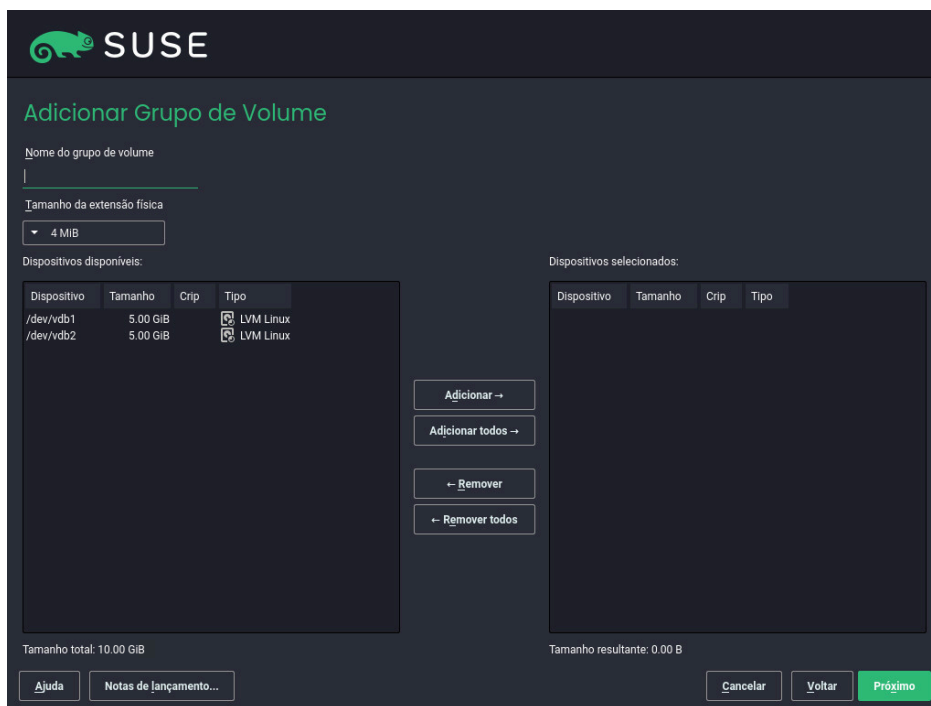 SUSE
Adicionar Grupo de Volume
Nome do grupo de volume
Tamanho da extensão física
4 MiB
Dispositivos disponíveis:
Dispositivo Tamanho Crip Tipo
/dev/vdb1 5.00 GiB LVM Linux
/dev/vdb2 5.00 GiB LVM Linux
Adicionar →
Adicionar todos →
← Remover
← Remover todos
Dispositivos selecionados:
Dispositivo Tamanho Crip Tipo
Tamanho total: 10.00 GiB
Tamanho resultante: 0.00 B
Ajuda
Notas de lançamento...
Cancelar
Voltar
Próximo